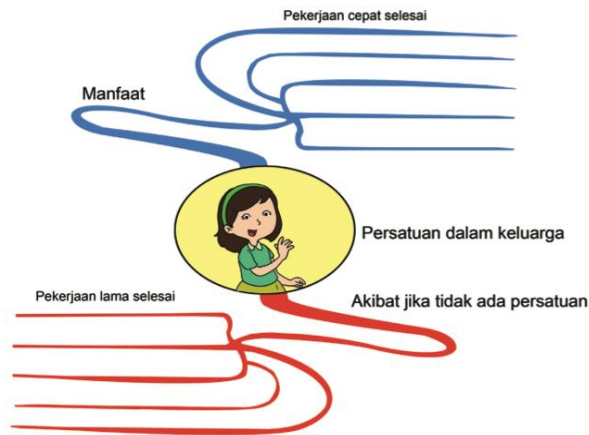 Pekerjaan cepat selesai
Manfaat
Persatuan dalam keluarga
Pekerjaan lama selesai
Akibat jika tidak ada persatuan